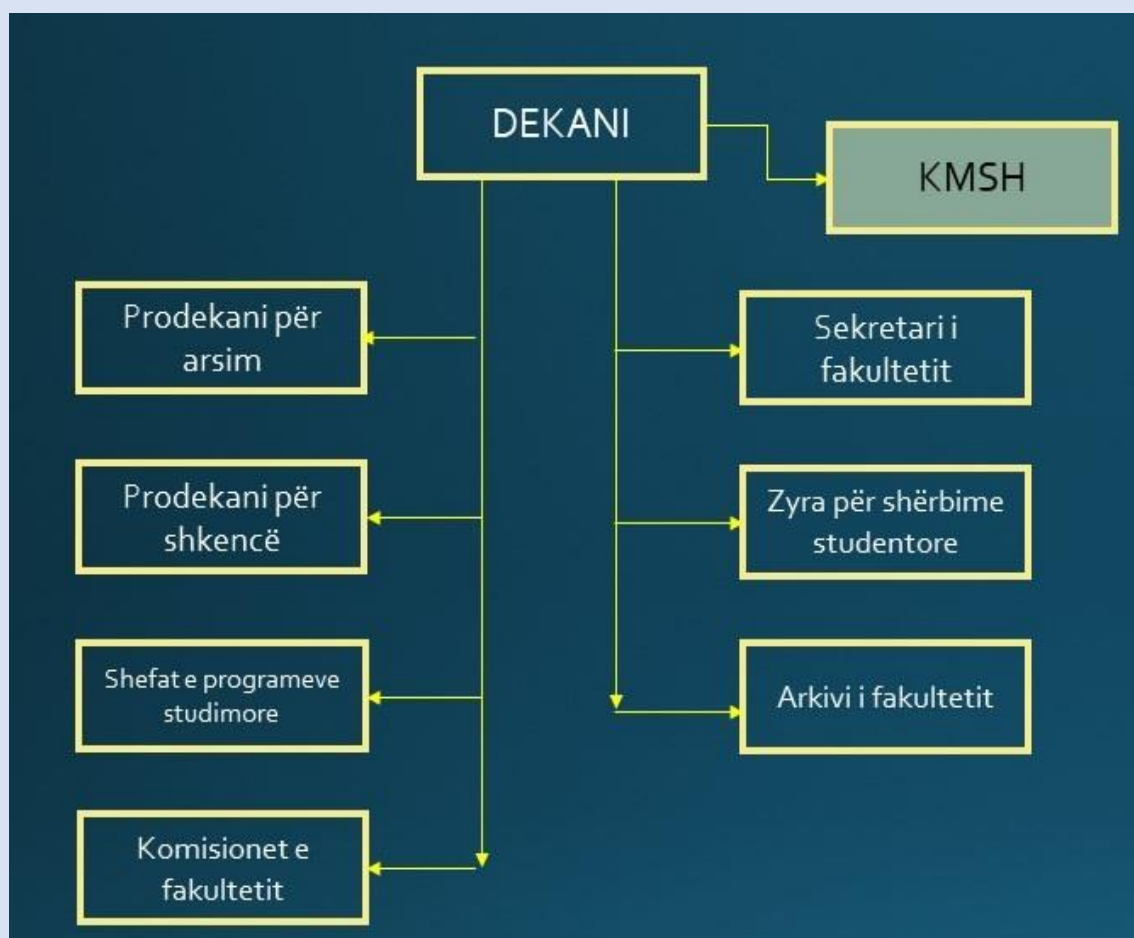 DEKANI
KMSH
Prodekani për
arsim
Sekretari i
fakultetit
Prodekani për
shkencë
Zyra për shërbime
studentore
Shefat e programeve
studimore
Arkivi i fakultetit
Komisionet e
fakultetit